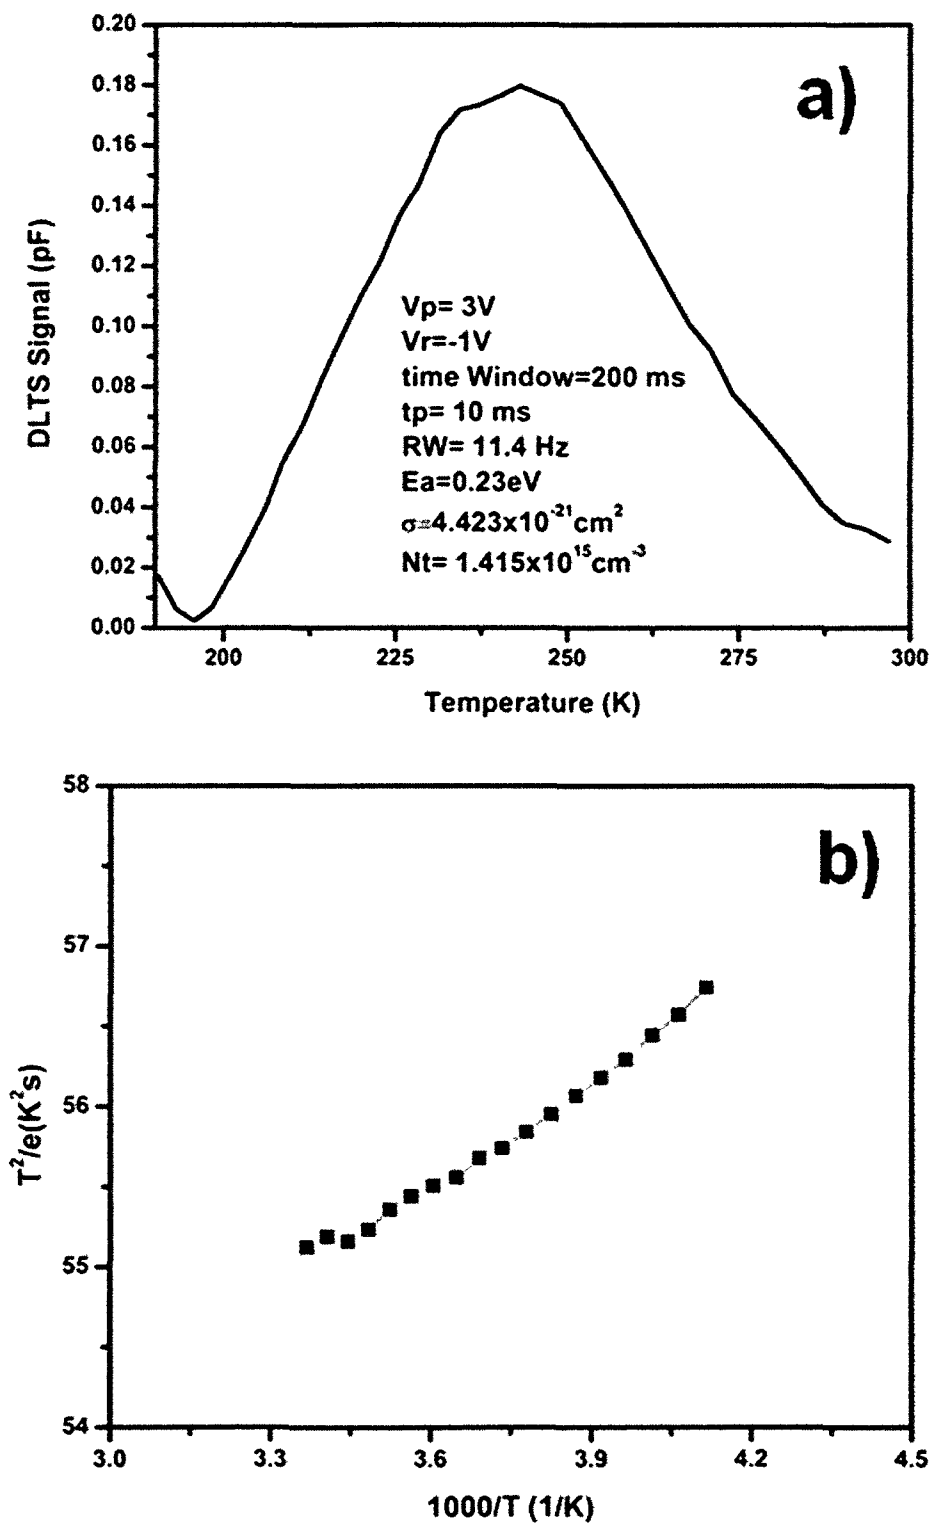 a)
0.20
0.18
0.16
0.14
0.12
0.10
0.08
0.06
0.04
0.02
0.00
DLTS Signal (pF)
Vp= 3V
Vr=-1V
time Window=200 ms
tp= 10 ms
RW= 11.4 Hz
Ea=0.23eV
σ=4.423x10⁻²¹cm²
Nt= 1.415x10¹⁵cm⁻³
200 225 250 275 300
Temperature (K)
b)
58
57
56
55
54
T²/e(K²s)
3.0 3.3 3.6 3.9 4.2 4.5
1000/T (1/K)